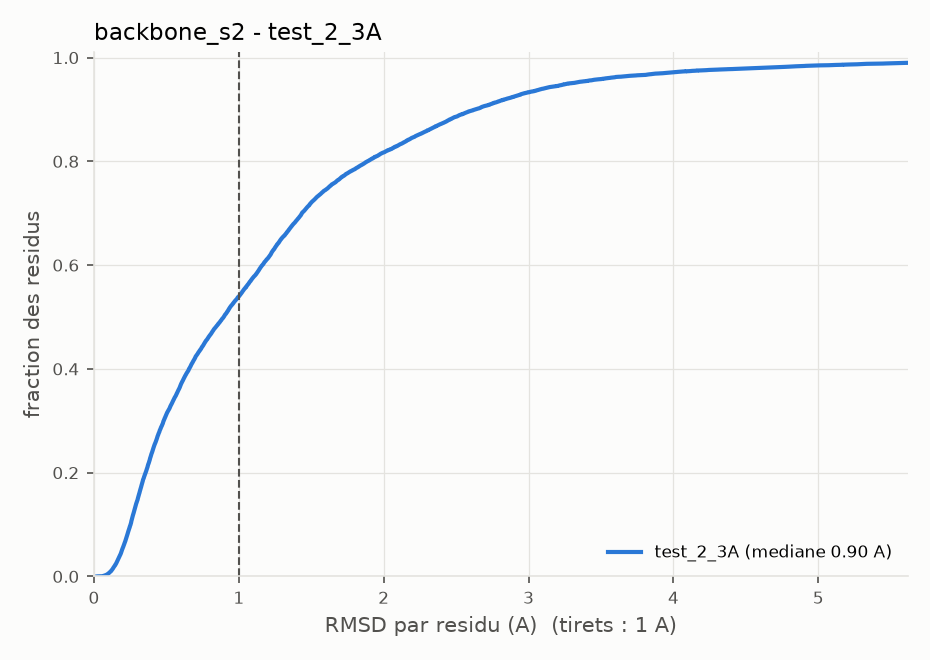 backbone_s2 - test_2_3A
1.0
0.8
0.6
0.4
0.2
0.0
fraction des residus
test_2_3A (mediane 0.90 A)
0 1 2 3 4 5
RMSD par residu (A)  (tirets : 1 A)